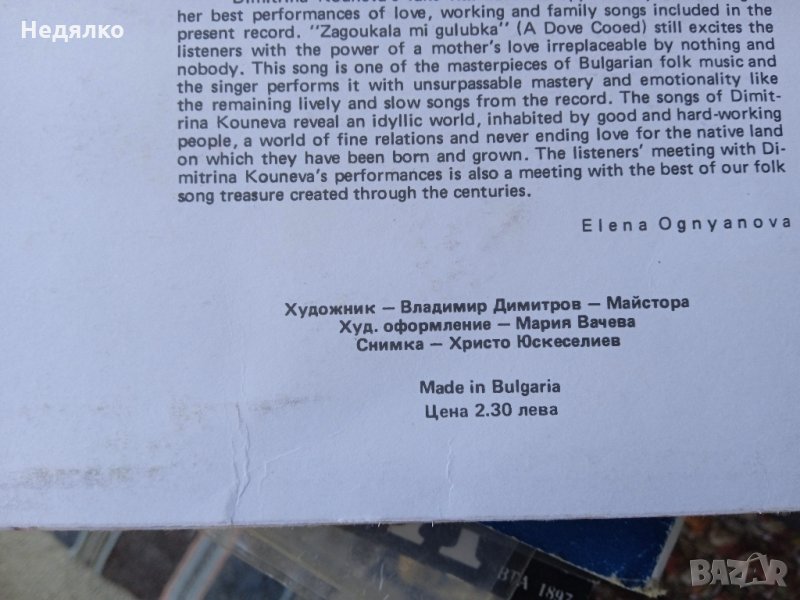 Недялко
her best performances of love, working and family songs included in the
present record. "Zagoukala mi gulubka" (A Dove Cooed) still excites the
listeners with the power of a mother's love irreplaceable by nothing and
nobody. This song is one of the masterpieces of Bulgarian folk music and
the singer performs it with unsurpassable mastery and emotionality like
the remaining lively and slow songs from the record. The songs of Dimit-
rina Kouneva reveal an idyllic world, inhabited by good and hard-working
people, a world of fine relations and never ending love for the native land
on which they have been born and grown. The listeners' meeting with Di-
mitrina Kouneva's performances is also a meeting with the best of our folk
song treasure created through the centuries.
Elena Ognyanova
Художник – Владимир Димитров – Майстора
Худ. оформление – Мария Вачева
Снимка – Христо Юскеселиев
Made in Bulgaria
Цена 2.30 лева
1897
BAZAR